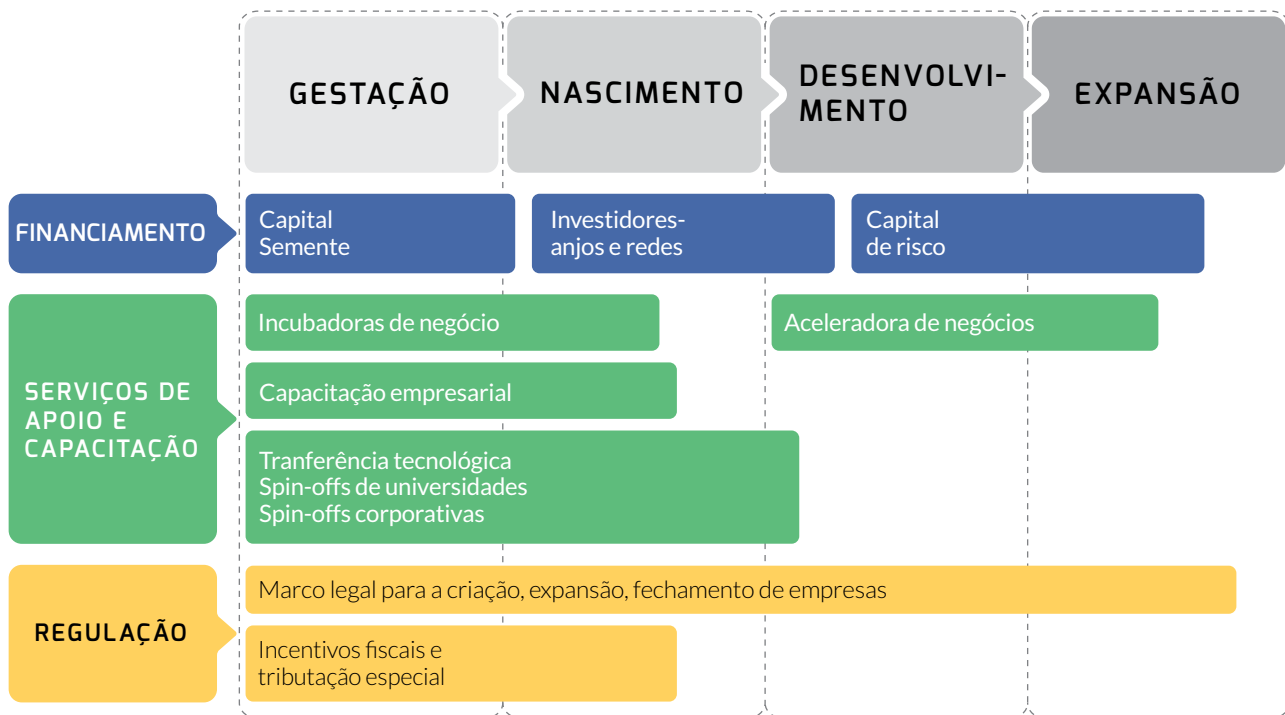 GESTAÇÃO
NASCIMENTO
DESENVOLVI-
MENTO
EXPANSÃO
FINANCIAMENTO
Capital
Semente
Investidores-
anjos e redes
Capital
de risco
SERVIÇOS DE
APOIO E
CAPACITAÇÃO
Incubadoras de negócio
Aceleradora de negócios
Capacitação empresarial
Tranferência tecnológica
Spin-offs de universidades
Spin-offs corporativas
REGULAÇÃO
Marco legal para a criação, expansão, fechamento de empresas
Incentivos fiscais e
tributação especial